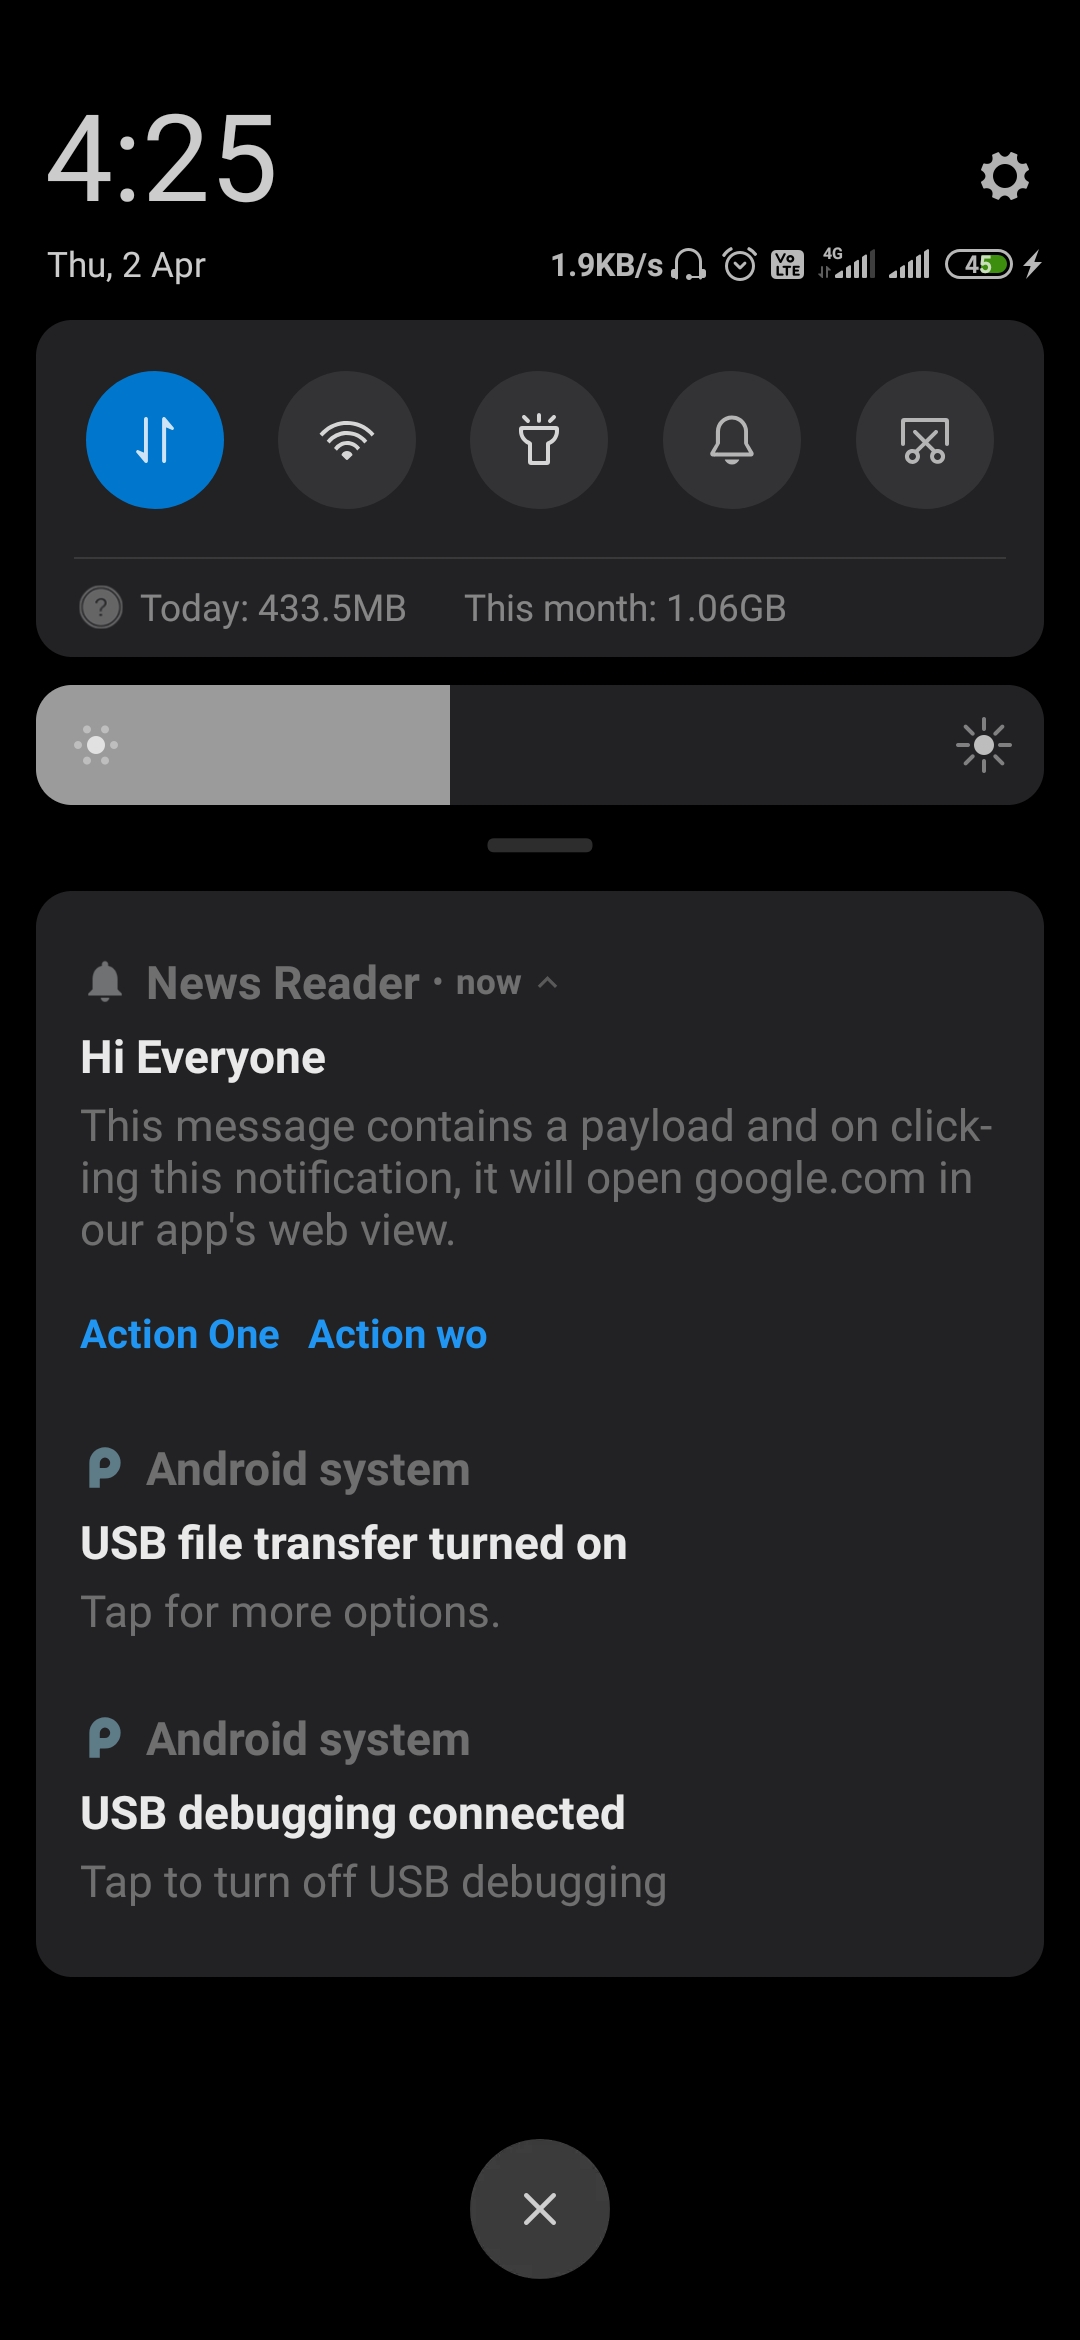 4:25
Thu, 2 Apr
1.9KB/s Vo LTE 4G 45
? Today: 433.5MB This month: 1.06GB
News Reader · now
Hi Everyone
This message contains a payload and on click-
ing this notification, it will open google.com in
our app's web view.
Action One Action wo
Android system
USB file transfer turned on
Tap for more options.
Android system
USB debugging connected
Tap to turn off USB debugging